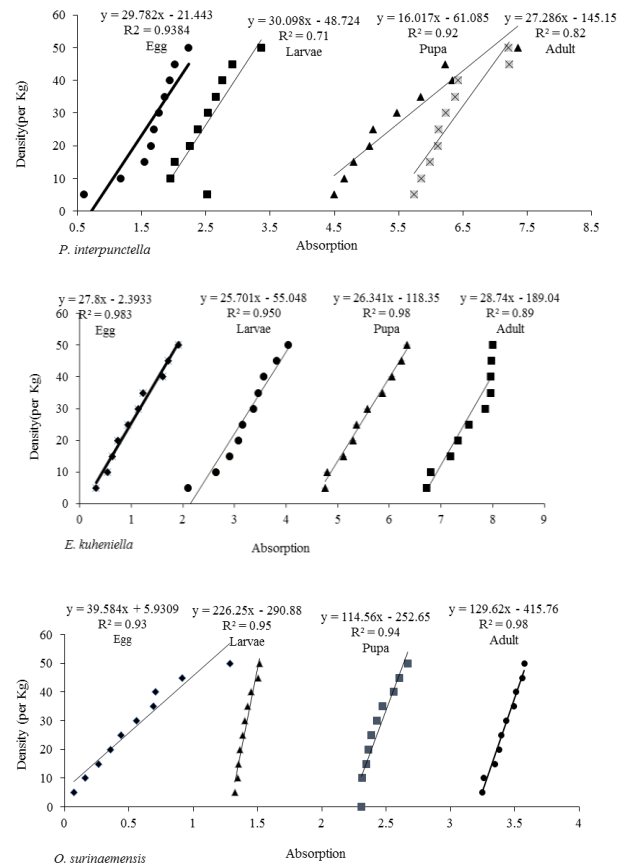 y = 29.782x - 21.443
R2 = 0.9384
Egg
y = 30.098x - 48.724
R² = 0.71
Larvae
y = 16.017x - 61.085
R² = 0.92
Pupa
y = 27.286x - 145.15
R² = 0.82
Adult
Density(per Kg)
60
50
40
30
20
10
0
0.5
1.5
2.5
3.5
4.5
5.5
6.5
7.5
8.5
P. interpunctella
Absorption
y = 27.8x - 2.3933
R² = 0.983
Egg
y = 25.701x - 55.048
R² = 0.950
Larvae
y = 26.341x - 118.35
R² = 0.98
Pupa
y = 28.74x - 189.04
R² = 0.89
Adult
Density(per Kg)
60
50
40
30
20
10
0
0
1
2
3
4
5
6
7
8
9
E. kuheniella
Absorption
y = 39.584x + 5.9309
R² = 0.93
Egg
y = 226.25x - 290.88
R² = 0.95
Larvae
y = 114.56x - 252.65
R² = 0.94
Pupa
y = 129.62x - 415.76
R² = 0.98
Adult
Density (per Kg)
60
50
40
30
20
10
0
0
0.5
1
1.5
2
2.5
3
3.5
4
O. surinaemensis
Absorption